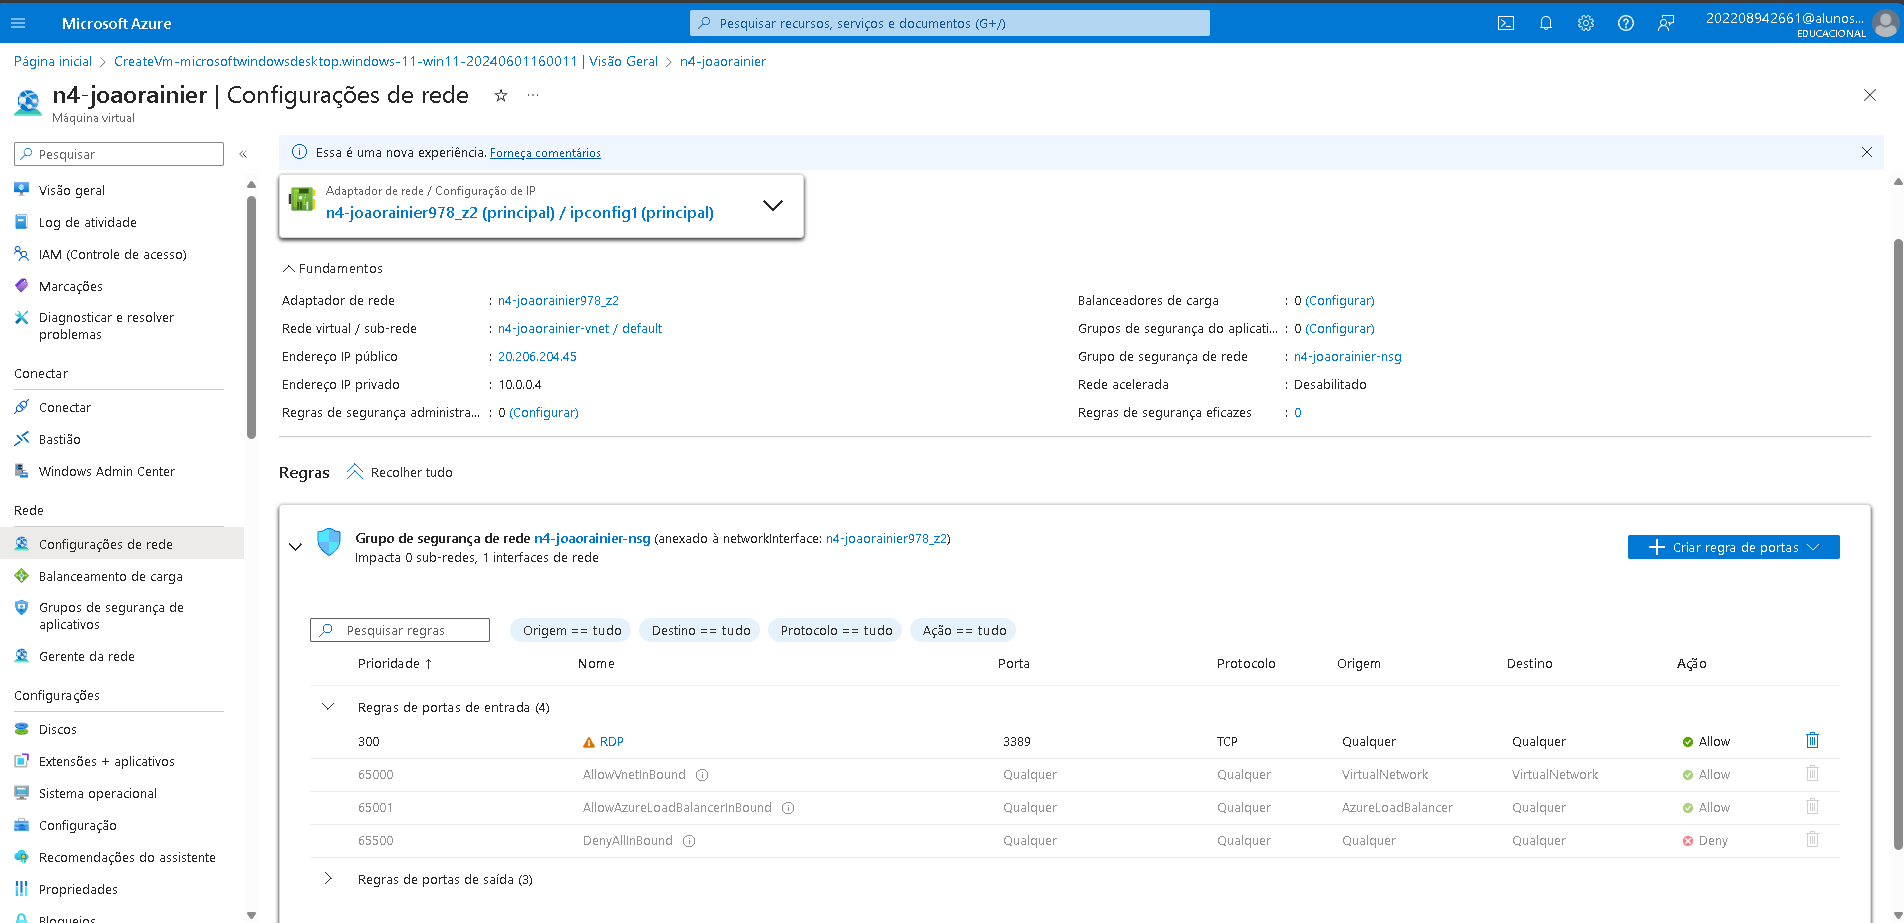 Microsoft Azure
Pesquisar recursos, serviços e documentos (G+/)
202208942661@alunos...
EDUCACIONAL
Página inicial > CreateVm-microsoftwindowsdesktop.windows-11-win11-20240601160011 | Visão Geral > n4-joaorainier
n4-joaorainier | Configurações de rede
Máquina virtual
Pesquisar
Visão geral
Log de atividade
IAM (Controle de acesso)
Marcações
Diagnosticar e resolver
problemas
Conectar
Conectar
Bastião
Windows Admin Center
Rede
Configurações de rede
Balanceamento de carga
Grupos de segurança de
aplicativos
Gerente da rede
Configurações
Discos
Extensões + aplicativos
Sistema operacional
Configuração
Recomendações do assistente
Propriedades
Bloqueios
Essa é uma nova experiência. Forneça comentários
Adaptador de rede / Configuração de IP
n4-joaorainier978_z2 (principal) / ipconfig1 (principal)
Fundamentos
Adaptador de rede : n4-joaorainier978_z2
Rede virtual / sub-rede : n4-joaorainier-vnet / default
Endereço IP público : 20.206.204.45
Endereço IP privado : 10.0.0.4
Regras de segurança administra... : 0 (Configurar)
Balanceadores de carga : 0 (Configurar)
Grupos de segurança do aplicati... : 0 (Configurar)
Grupo de segurança de rede : n4-joaorainier-nsg
Rede acelerada : Desabilitado
Regras de segurança eficazes : 0
Regras Recolher tudo
Grupo de segurança de rede n4-joaorainier-nsg (anexado à networkInterface: n4-joaorainier978_z2)
Impacta 0 sub-redes, 1 interfaces de rede
Criar regra de portas
Pesquisar regras Origem == tudo Destino == tudo Protocolo == tudo Ação == tudo
Prioridade ↑ Nome Porta Protocolo Origem Destino Ação
Regras de portas de entrada (4)
300 RDP 3389 TCP Qualquer Qualquer Allow
65000 AllowVnetInBound Qualquer Qualquer VirtualNetwork VirtualNetwork Allow
65001 AllowAzureLoadBalancerInBound Qualquer Qualquer AzureLoadBalancer Qualquer Allow
65500 DenyAllInBound Qualquer Qualquer Qualquer Qualquer Deny
Regras de portas de saída (3)